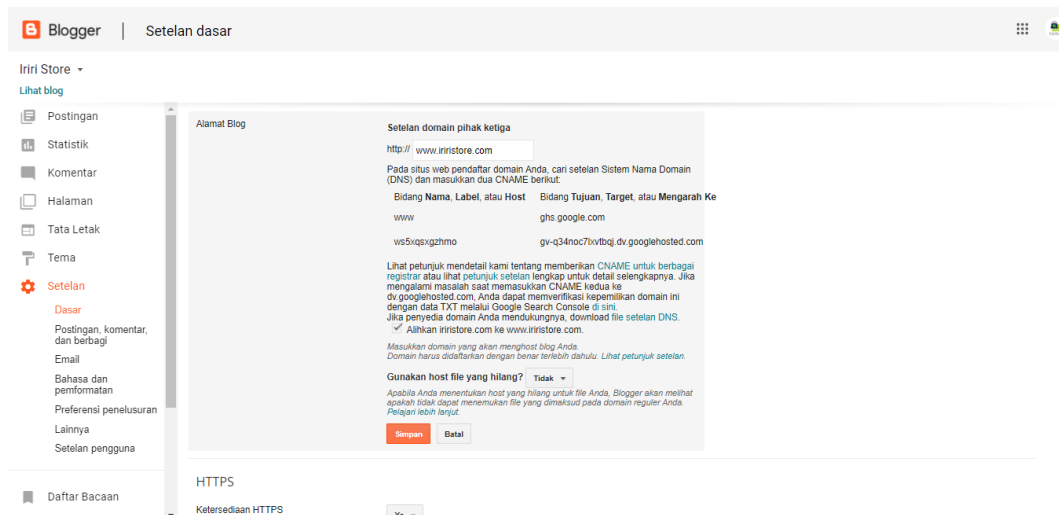 Blogger | Setelan dasar
Iriri Store
Lihat blog
Postingan
Statistik
Komentar
Halaman
Tata Letak
Tema
Setelan
Dasar
Postingan, komentar,
dan berbagi
Email
Bahasa dan
pemformatan
Preferensi penelusuran
Lainnya
Setelan pengguna
Daftar Bacaan
Alamat Blog
Setelan domain pihak ketiga
http:// www.iriristore.com
Pada situs web pendaftar domain Anda, cari setelan Sistem Nama Domain
(DNS) dan masukkan dua CNAME berikut:
Bidang Nama, Label, atau Host Bidang Tujuan, Target, atau Mengarah Ke
www ghs.google.com
ws5xqsxgzhmo gv-q34noc7lxvtbqj.dv.googlehosted.com
Lihat petunjuk mendetail kami tentang memberikan CNAME untuk berbagai
registrar atau lihat petunjuk setelan lengkap untuk detail selengkapnya. Jika
mengalami masalah saat memasukkan CNAME kedua ke
dv.googlehosted.com, Anda dapat memverifikasi kepemilikan domain ini
dengan data TXT melalui Google Search Console di sini.
Jika penyedia domain Anda mendukungnya, download file setelan DNS.
Alihkan iriristore.com ke www.iriristore.com.
Masukkan domain yang akan menghost blog Anda.
Domain harus didaftarkan dengan benar terlebih dahulu. Lihat petunjuk setelan.
Gunakan host file yang hilang? Tidak
Apabila Anda menentukan host yang hilang untuk file Anda, Blogger akan melihat
apakah tidak dapat menemukan file yang dimaksud pada domain reguler Anda.
Pelajari lebih lanjut.
Simpan Batal
HTTPS
Ketersediaan HTTPS
Ya